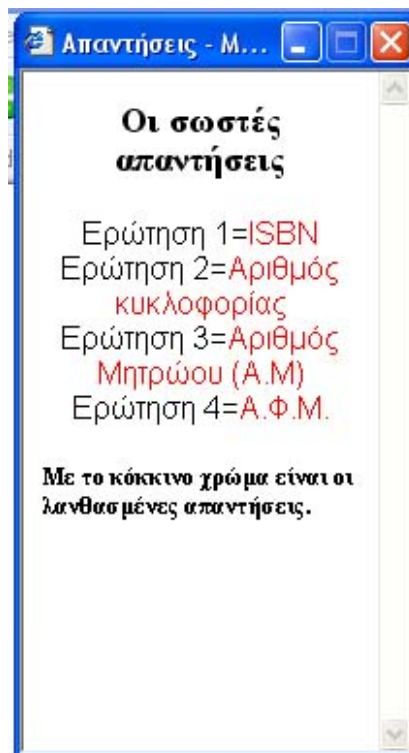 Απαντήσεις - Μ...
Οι σωστές
απαντήσεις
Ερώτηση 1=ISBN
Ερώτηση 2=Αριθμός
κυκλοφορίας
Ερώτηση 3=Αριθμός
Μητρώου (Α.Μ)
Ερώτηση 4=Α.Φ.Μ.
Με το κόκκινο χρώμα είναι οι
λανθασμένες απαντήσεις.